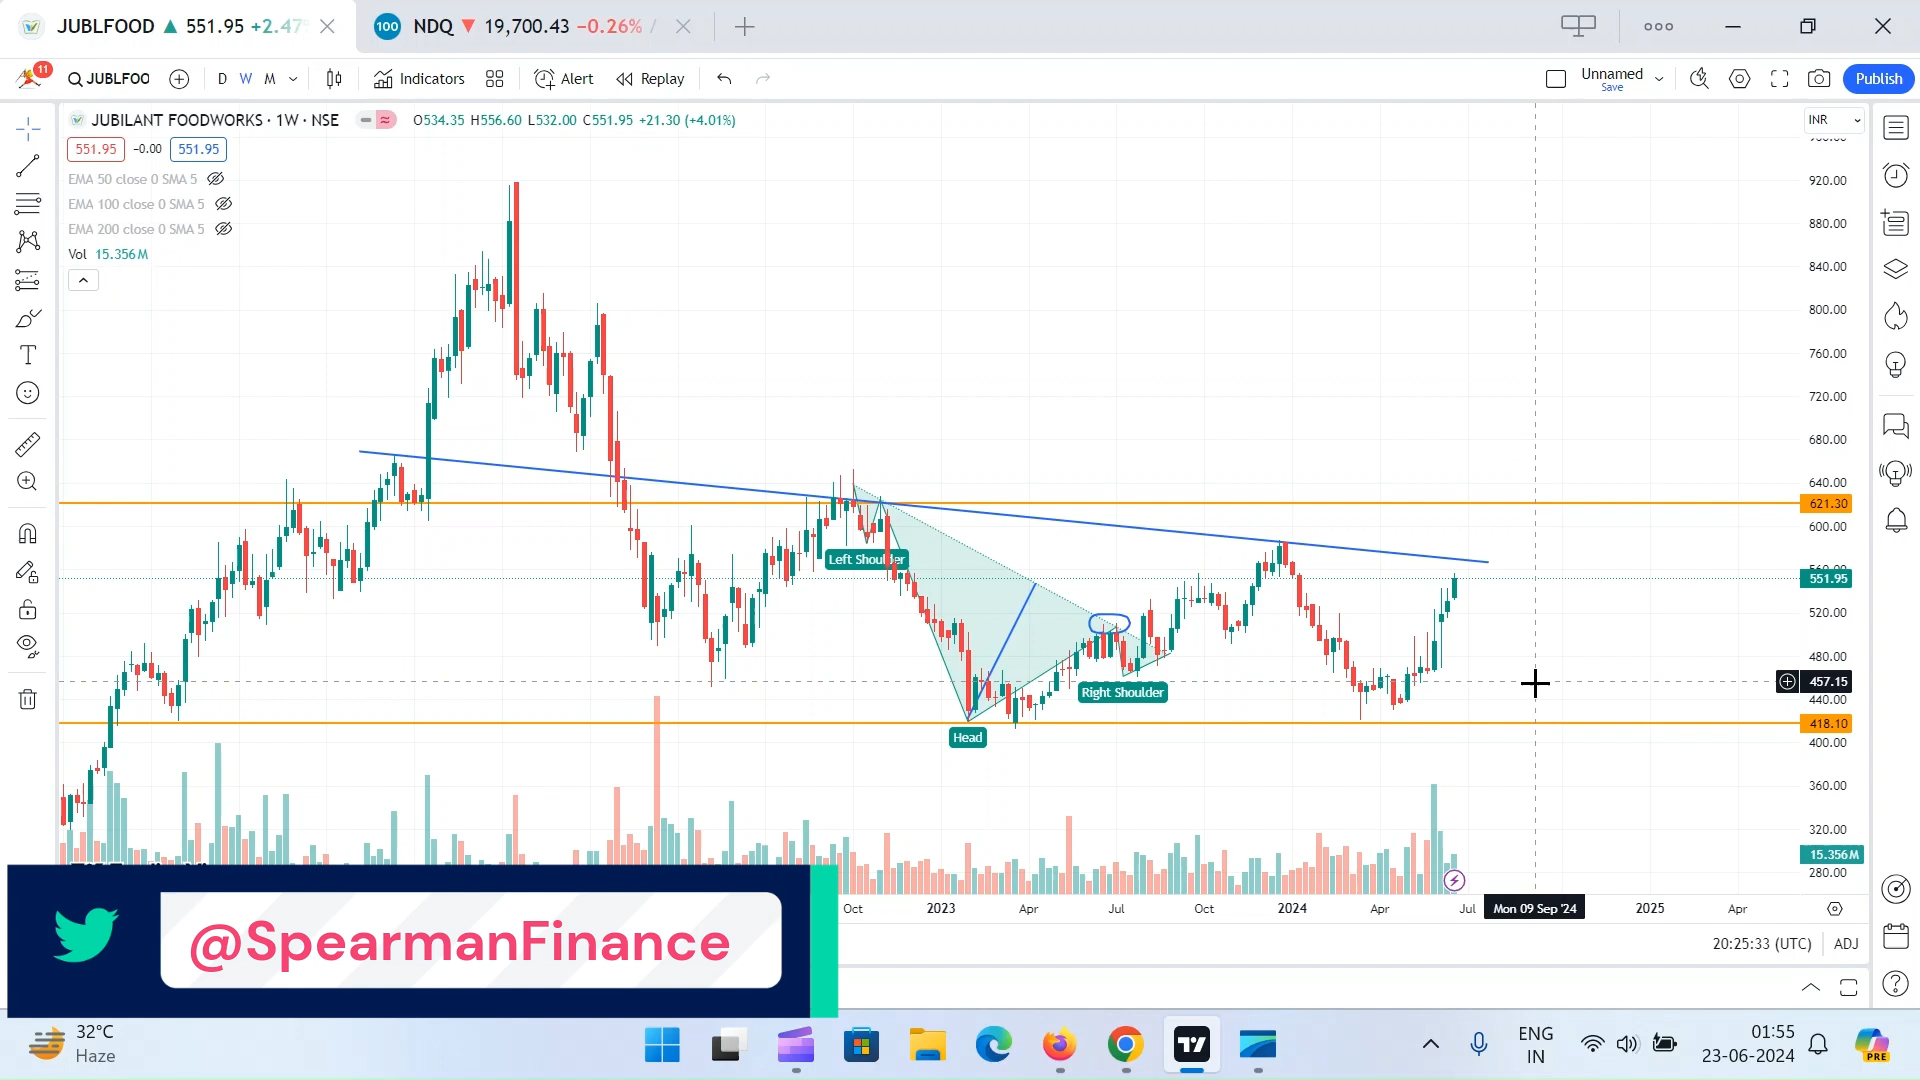 JUBLFOOD ▲ 551.95 +2.47%
100 NDQ ▼ 19,700.43 −0.26% /
11 JUBLFOO D W M Indicators Alert Replay Unnamed Save Publish
JUBILANT FOODWORKS · 1W · NSE O534.35 H556.60 L532.00 C551.95 +21.30 (+4.01%)
INR
551.95 -0.00 551.95
EMA 50 close 0 SMA 5
EMA 100 close 0 SMA 5
EMA 200 close 0 SMA 5
Vol 15.356M
920.00
880.00
840.00
800.00
760.00
720.00
680.00
640.00
621.30
600.00
560.00
551.95
520.00
480.00
457.15
440.00
418.10
400.00
360.00
320.00
15.356M
280.00
Left Shoulder
Right Shoulder
Head
Oct 2023 Apr Jul Oct 2024 Apr Jul Mon 09 Sep '24 2025 Apr
20:25:33 (UTC) ADJ
@SpearmanFinance
32°C
Haze
ENG
IN
01:55
23-06-2024
PRE